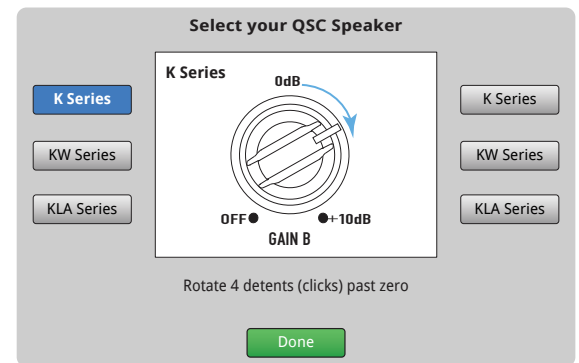 Select your QSC Speaker
K Series
KW Series
KLA Series
K Series
0dB
OFF
+10dB
GAIN B
K Series
KW Series
KLA Series
Rotate 4 detents (clicks) past zero
Done